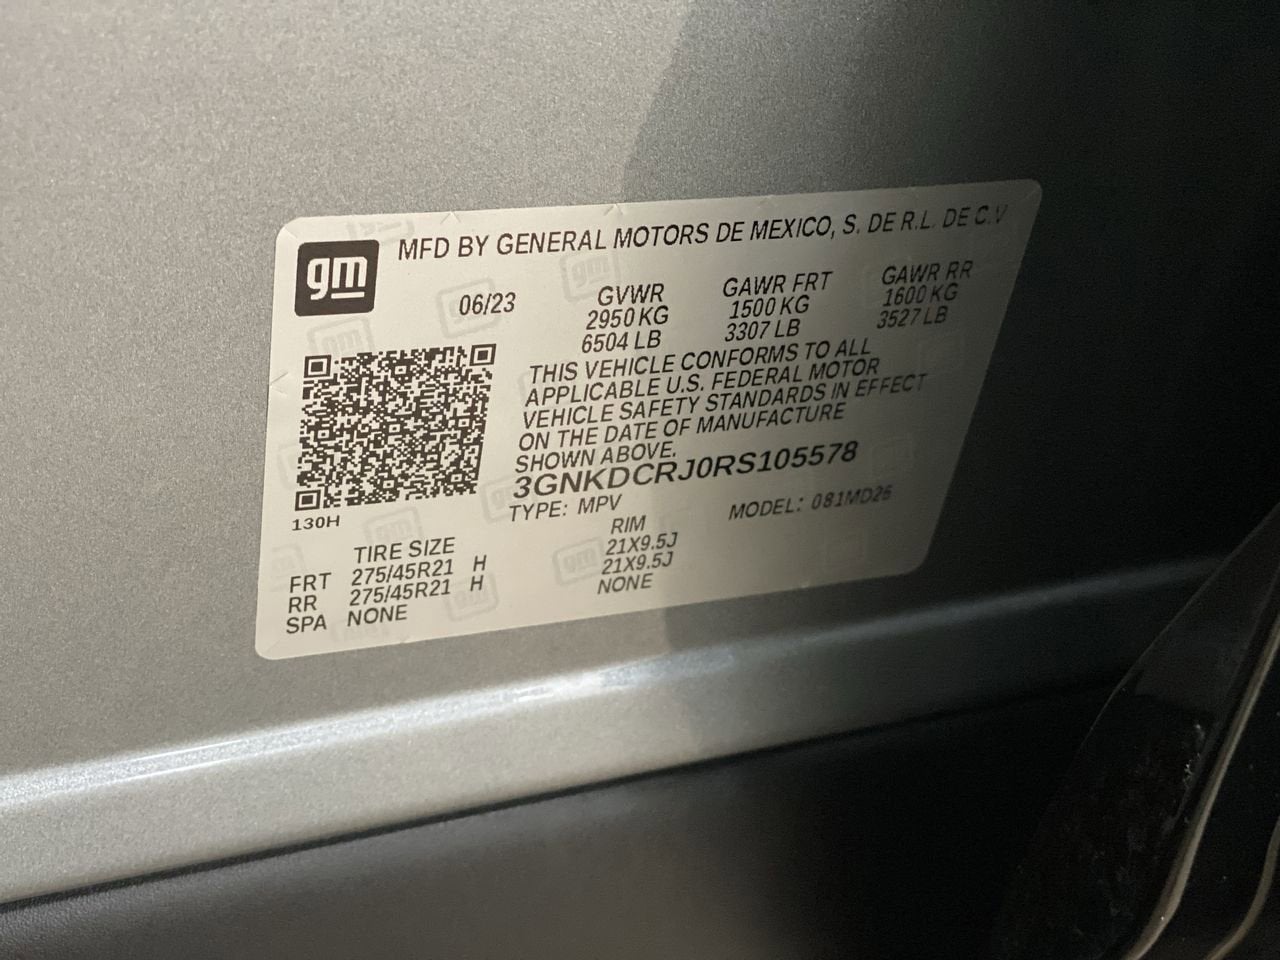 gm
MFD BY GENERAL MOTORS DE MEXICO, S. DE R.L. DE C.V
06/23
GVWR GAWR FRT GAWR RR
2950 KG 1500 KG 1600 KG
6504 LB 3307 LB 3527 LB
THIS VEHICLE CONFORMS TO ALL
APPLICABLE U.S. FEDERAL MOTOR
VEHICLE SAFETY STANDARDS IN EFFECT
ON THE DATE OF MANUFACTURE
SHOWN ABOVE.
3GNKDCRJ0RS105578
TYPE: MPV MODEL: 081MD26
130H
TIRE SIZE RIM
FRT 275/45R21 H 21X9.5J
RR 275/45R21 H 21X9.5J
SPA NONE NONE